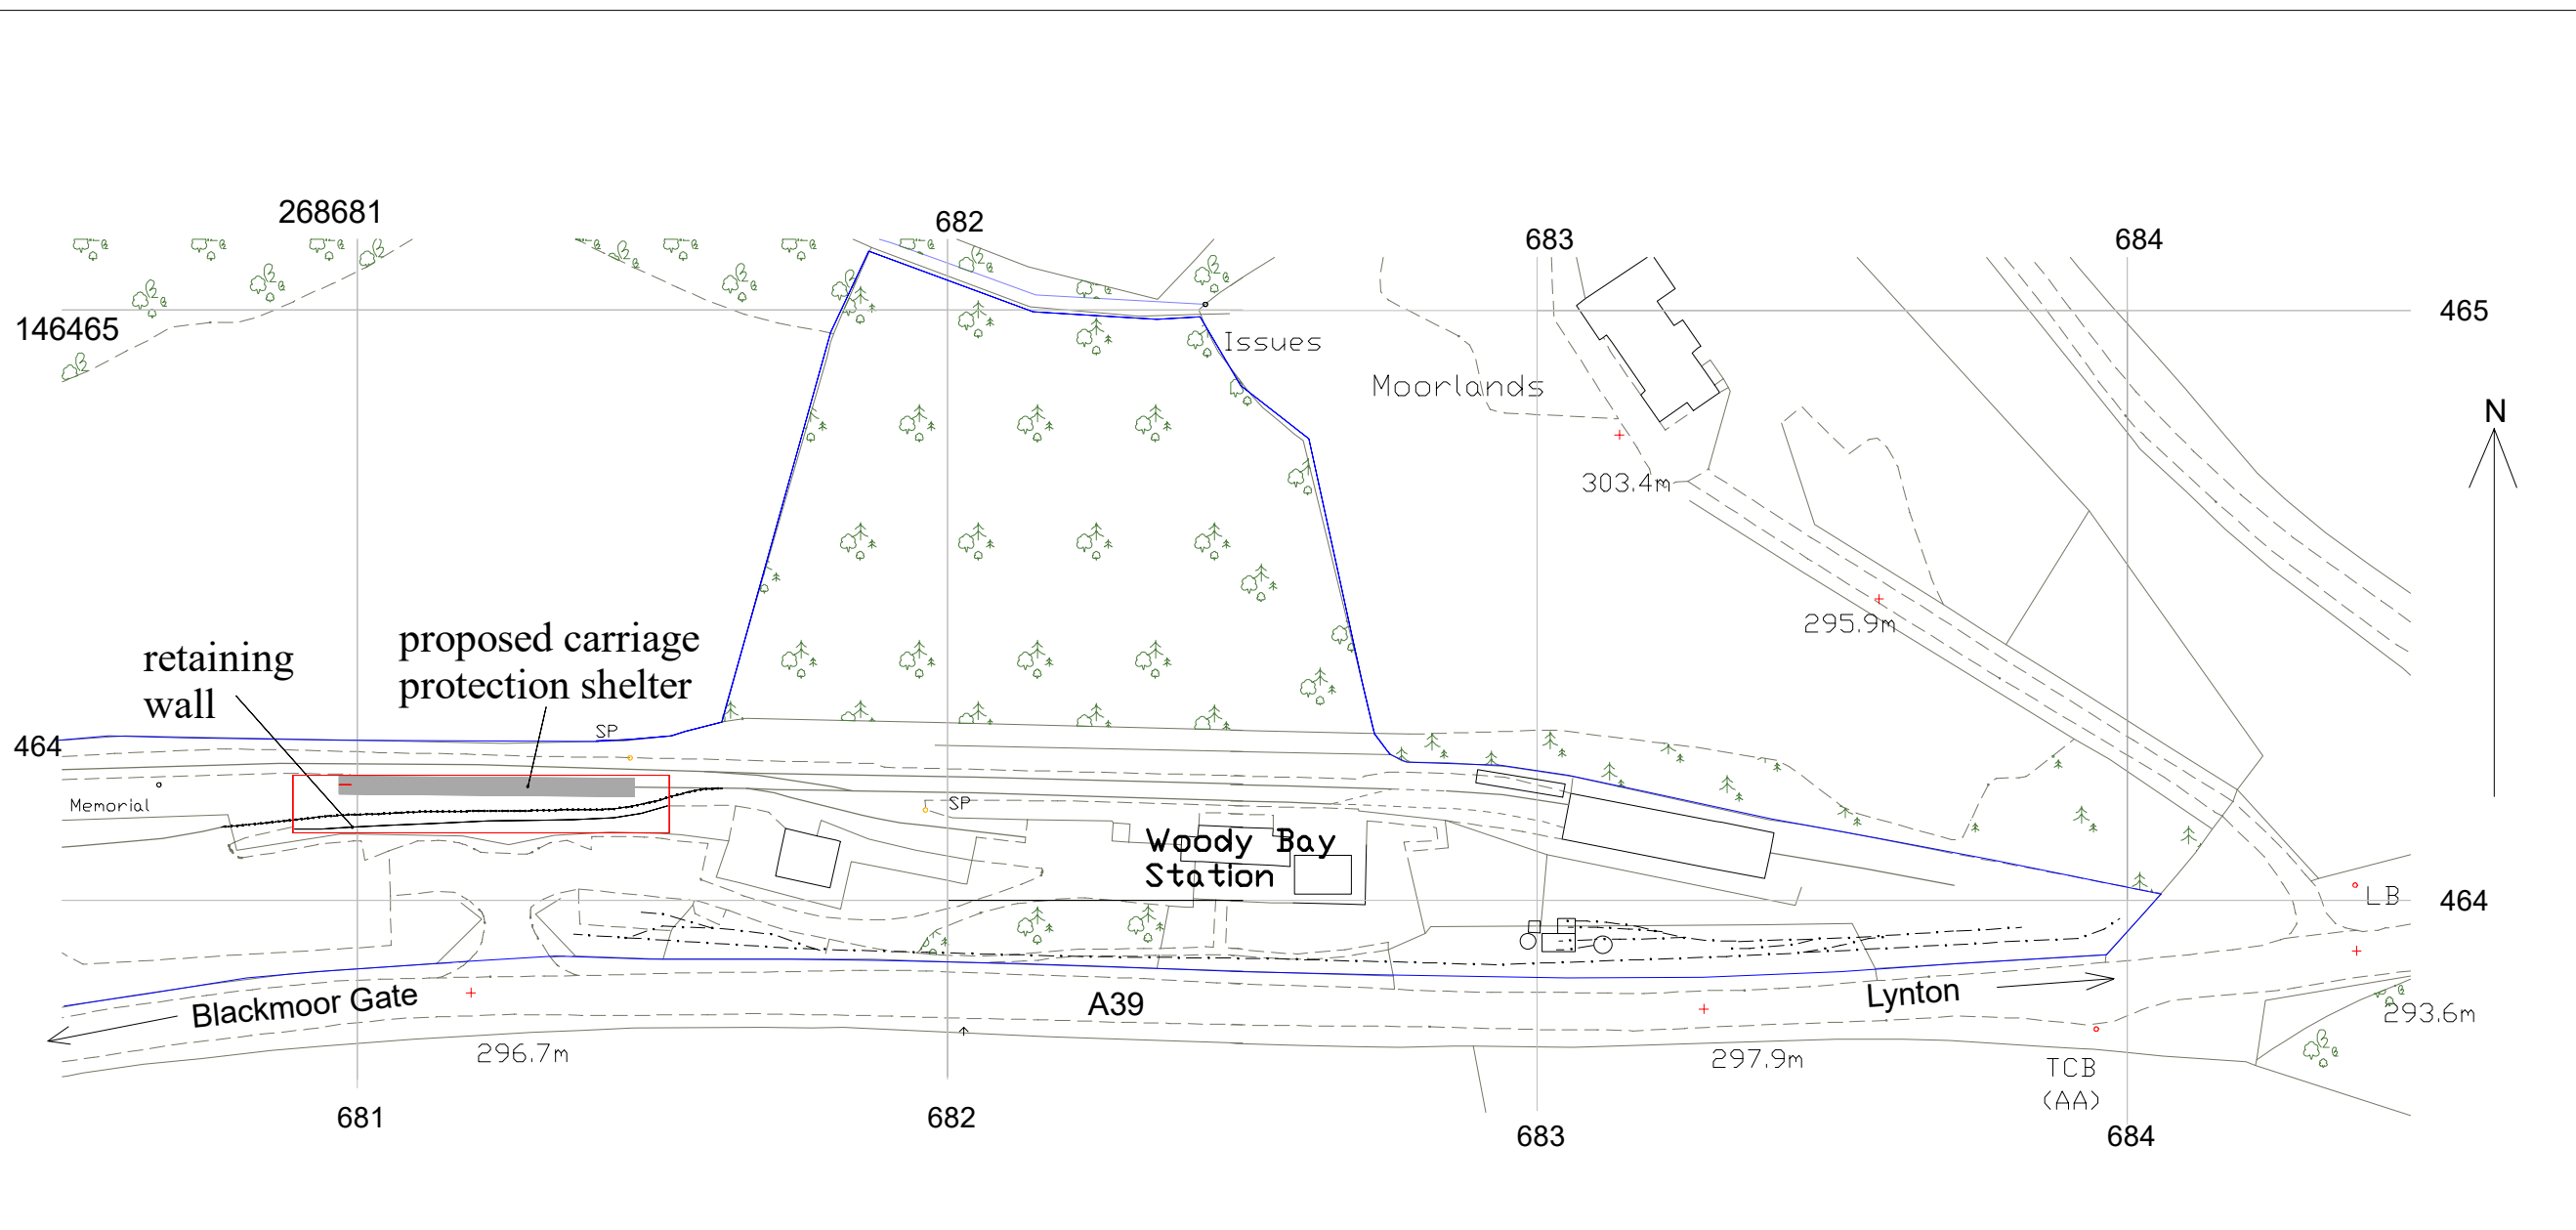 268681
682
683
684
146465
465
Issues
Moorlands
N
303.4m
295.9m
proposed carriage
protection shelter
retaining
wall
SP
464
Memorial
SP
Woody Bay
Station
LB
464
Blackmoor Gate
A39
Lynton
293.6m
296.7m
297.9m
TCB
(AA)
681
682
683
684